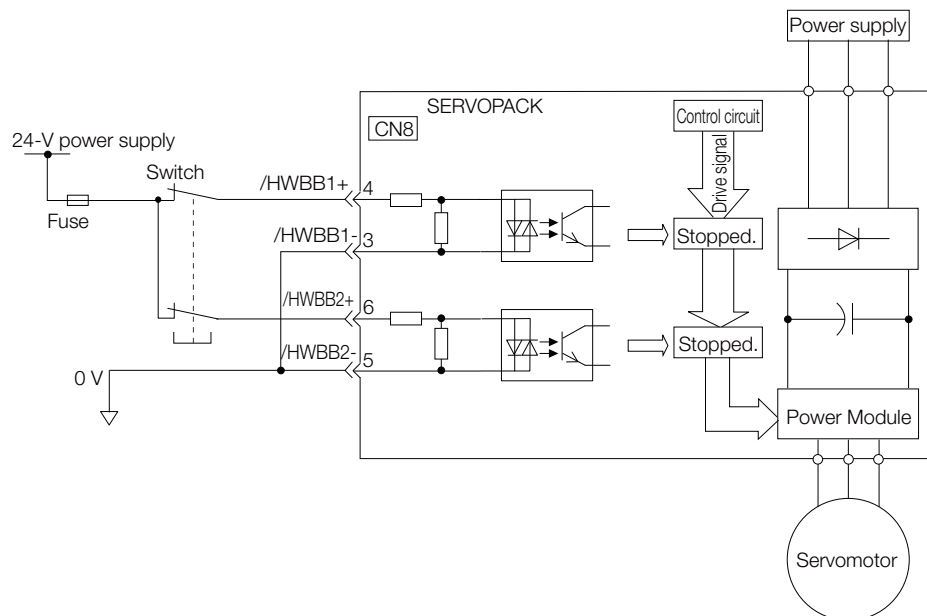 Power supply
SERVOPACK
CN8
Control circuit
24-V power supply
Switch
Fuse
Drive signal
/HWBB1+ 4
/HWBB1- 3
Stopped.
/HWBB2+ 6
/HWBB2- 5
Stopped.
0 V
Power Module
Servomotor